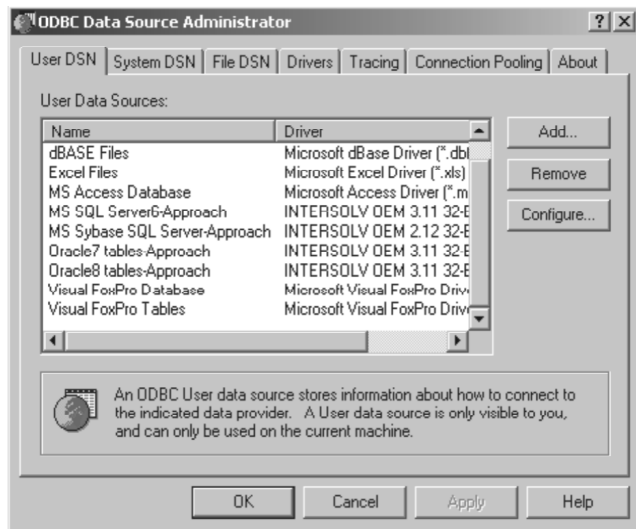 ODBC Data Source Administrator
User DSN System DSN File DSN Drivers Tracing Connection Pooling About
User Data Sources:
Name Driver
Add...
dBASE Files Microsoft dBase Driver (*.dbf
Excel Files Microsoft Excel Driver (*.xls)
Remove
MS Access Database Microsoft Access Driver (*.m
MS SQL Server6-Approach INTERSOLV OEM 3.11 32-B
Configure...
MS Sybase SQL Server-Approach INTERSOLV OEM 2.12 32-B
Oracle7 tables-Approach INTERSOLV OEM 3.11 32-B
Oracle8 tables-Approach INTERSOLV OEM 3.11 32-B
Visual FoxPro Database Microsoft Visual FoxPro Drive
Visual FoxPro Tables Microsoft Visual FoxPro Drive
An ODBC User data source stores information about how to connect to
the indicated data provider. A User data source is only visible to you,
and can only be used on the current machine.
OK Cancel Apply Help